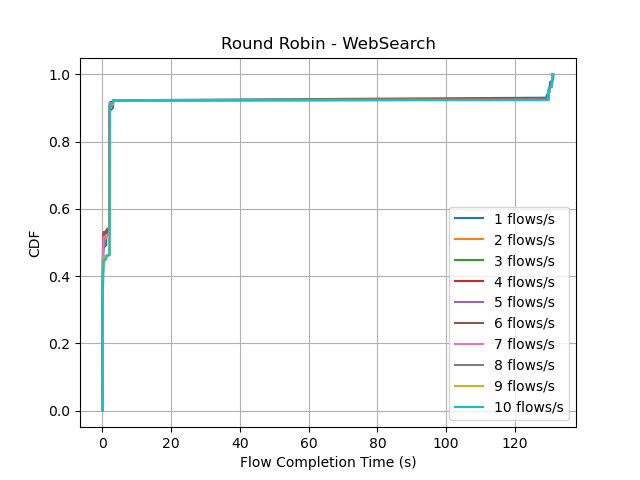 Round Robin - WebSearch
1.0
0.8
0.6
0.4
0.2
0.0
CDF
1 flows/s
2 flows/s
3 flows/s
4 flows/s
5 flows/s
6 flows/s
7 flows/s
8 flows/s
9 flows/s
10 flows/s
0 20 40 60 80 100 120
Flow Completion Time (s)